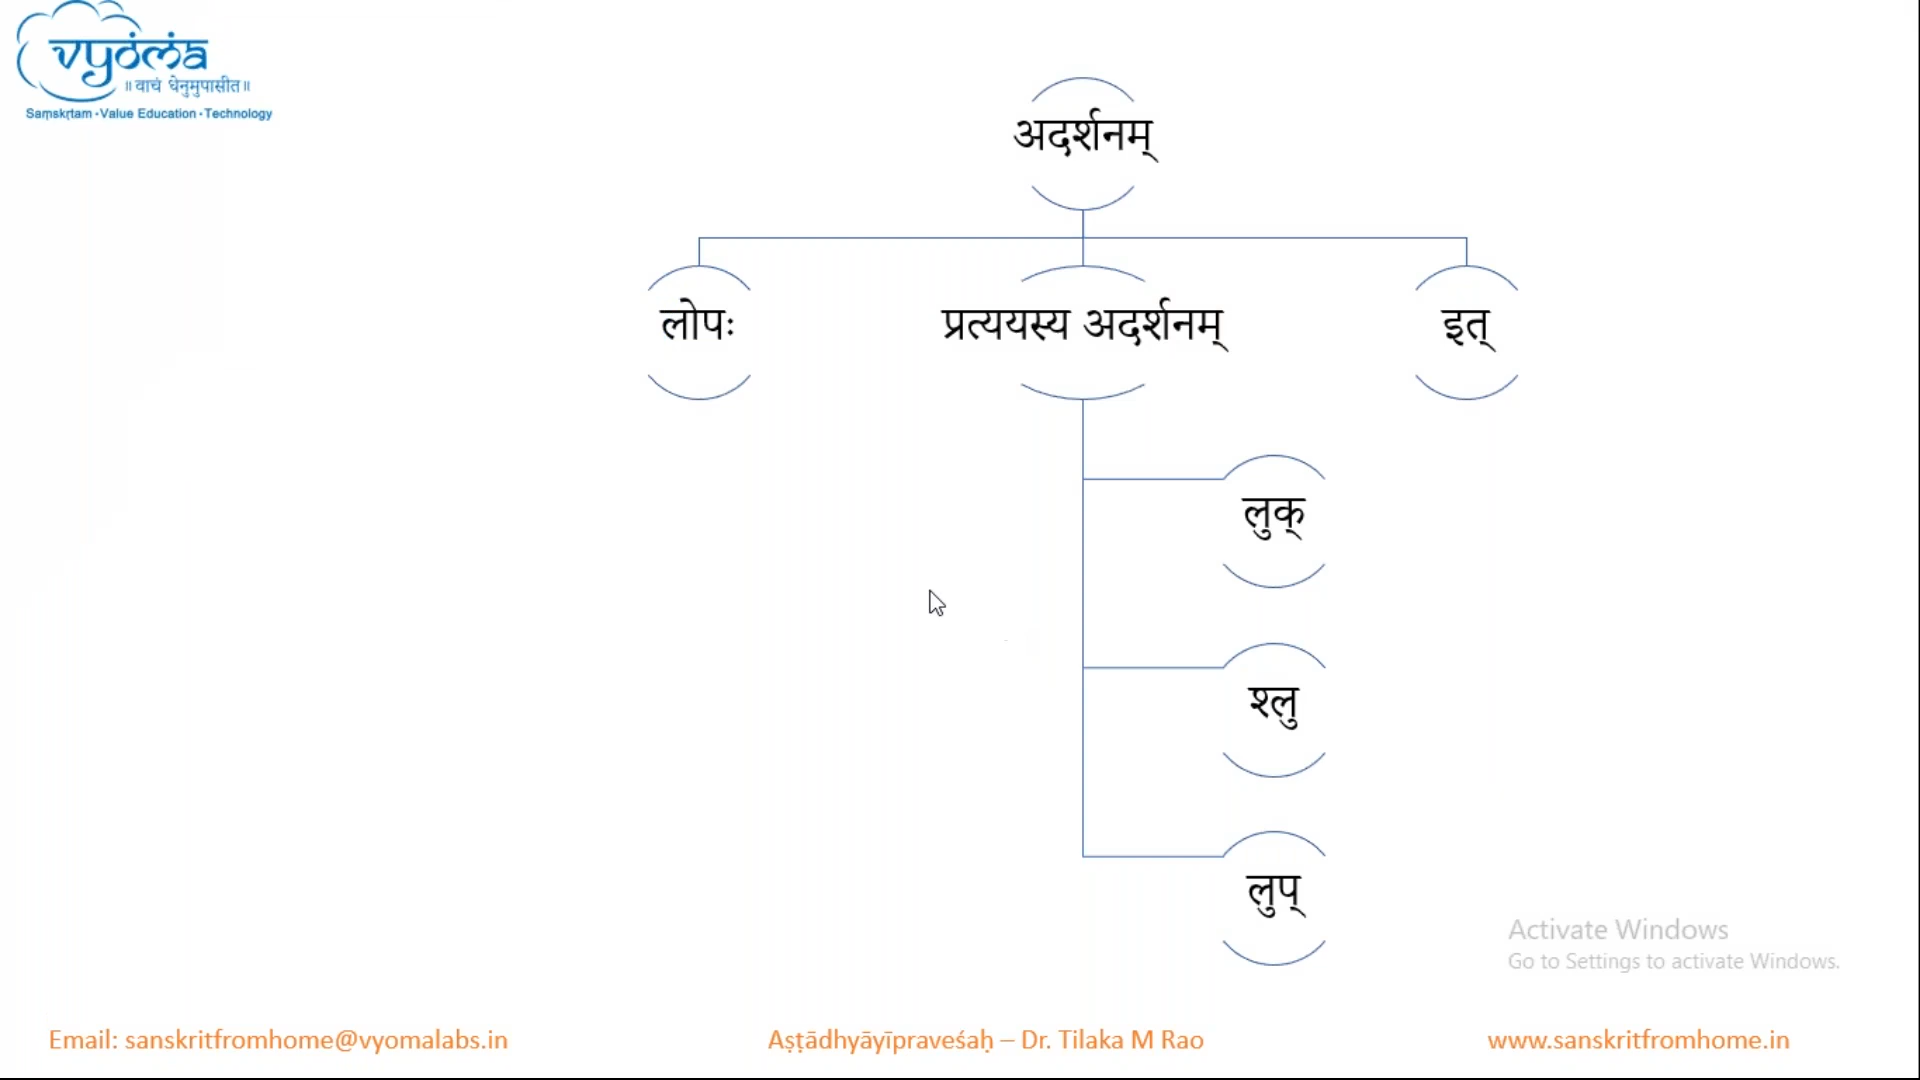 vyoma
॥ वाचं धेनुमुपासीत॥
Saṃskṛtam • Value Education • Technology
अदर्शनम्
लोपः
प्रत्ययस्य अदर्शनम्
इत्
लुक्
श्लु
लुप्
Activate Windows
Go to Settings to activate Windows.
Email: sanskritfromhome@vyomalabs.in
Aṣṭādhyāyīpraveśaḥ – Dr. Tilaka M Rao
www.sanskritfromhome.in